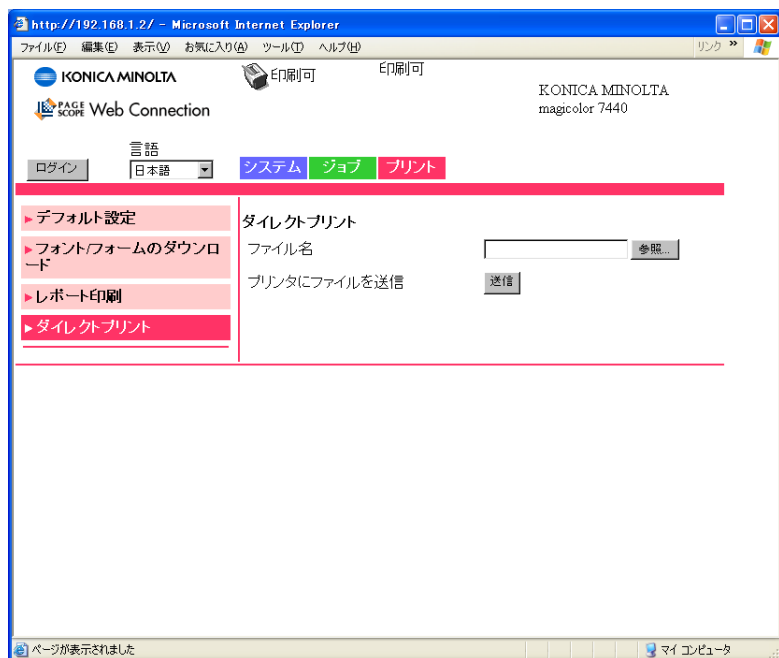 http://192.168.1.2/ - Microsoft Internet Explorer
ファイル(F) 編集(E) 表示(V) お気に入り(A) ツール(T) ヘルプ(H) リンク »
KONICA MINOLTA 印刷可 印刷可
KONICA MINOLTA
magicolor 7440
PAGE SCOPE Web Connection
言語
ログイン 日本語 システム ジョブ プリント
デフォルト設定
フォント/フォームのダウンロ
ード
レポート印刷
ダイレクトプリント
ダイレクトプリント
ファイル名 参照...
プリンタにファイルを送信 送信
ページが表示されました マイ コンピュータ